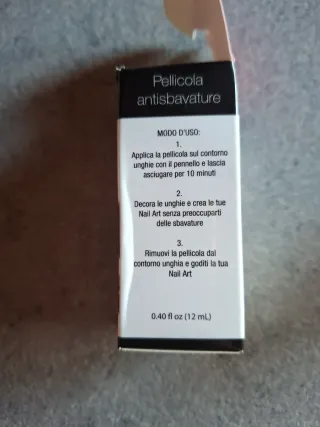 Pellicola
antisbavature
MODO D'USO:
1.
Applica la pellicola sul contorno
unghie con il pennello e lascia
asciugare per 10 minuti
2.
Decora le unghie e crea le tue
Nail Art senza preoccuparti
delle sbavature
3.
Rimuovi la pellicola dal
contorno unghia e goditi la tua
Nail Art
0.40 fl oz (12 mL)